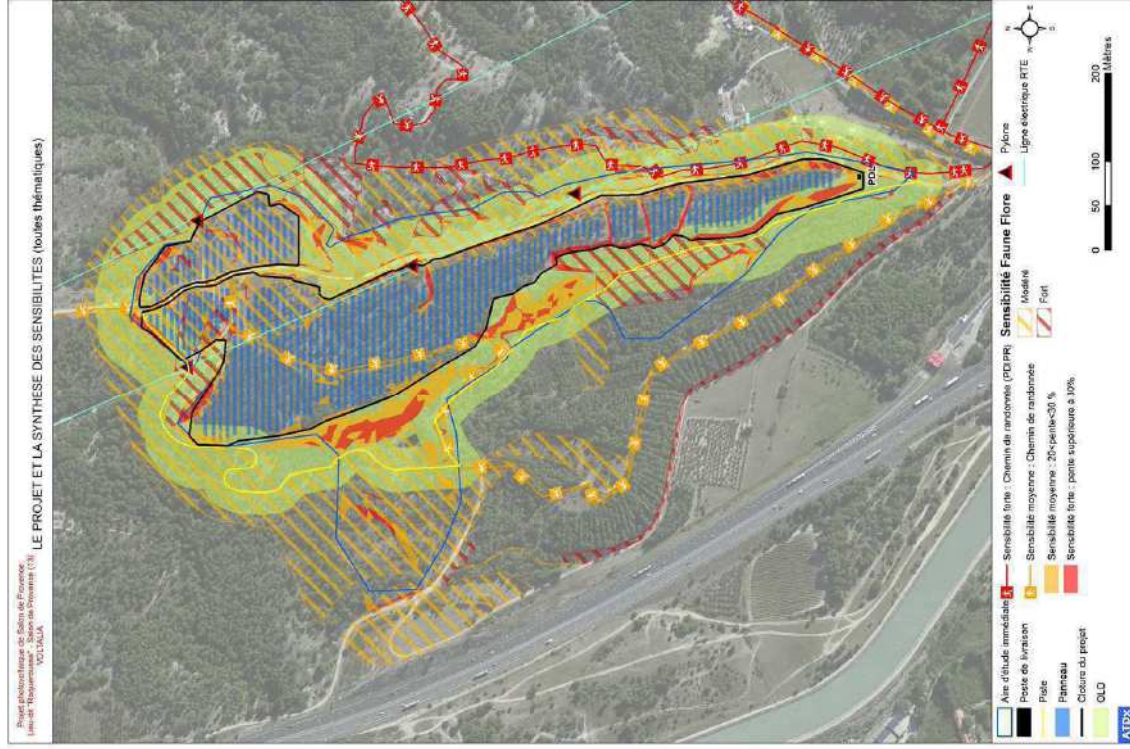 Projet photovoltaïque de Salon de Provence
Lieu-dit "Roquerousse" - Salon de Provence (13)
VOLTALIA
LE PROJET ET LA SYNTHESE DES SENSIBILITES (toutes thématiques)
PDL
Aire d'étude immédiate
Poste de livraison
Piste
Panneau
Cloture du projet
OLD
Sensibilité forte : Chemin de randonnée (PDIPR)
Sensibilité moyenne : Chemin de randonnée
Sensibilité moyenne : 20<pente<30 %
Sensibilité forte : pente supérieure à 30%
Sensibilité Faune Flore
Modéré
Fort
Pylone
Ligne électrique RTE
N
E
S
0
50
100
200
Mètres
ATDx